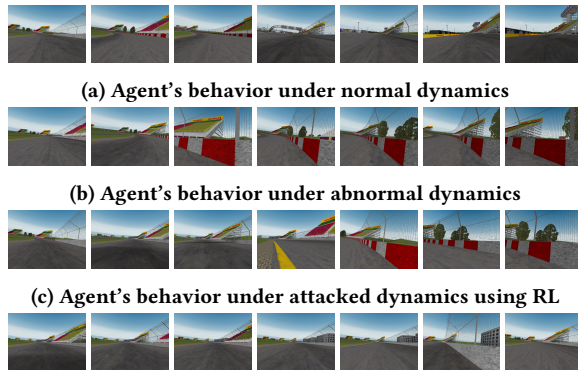 (a) Agent's behavior under normal dynamics
(b) Agent's behavior under abnormal dynamics
(c) Agent's behavior under attacked dynamics using RL